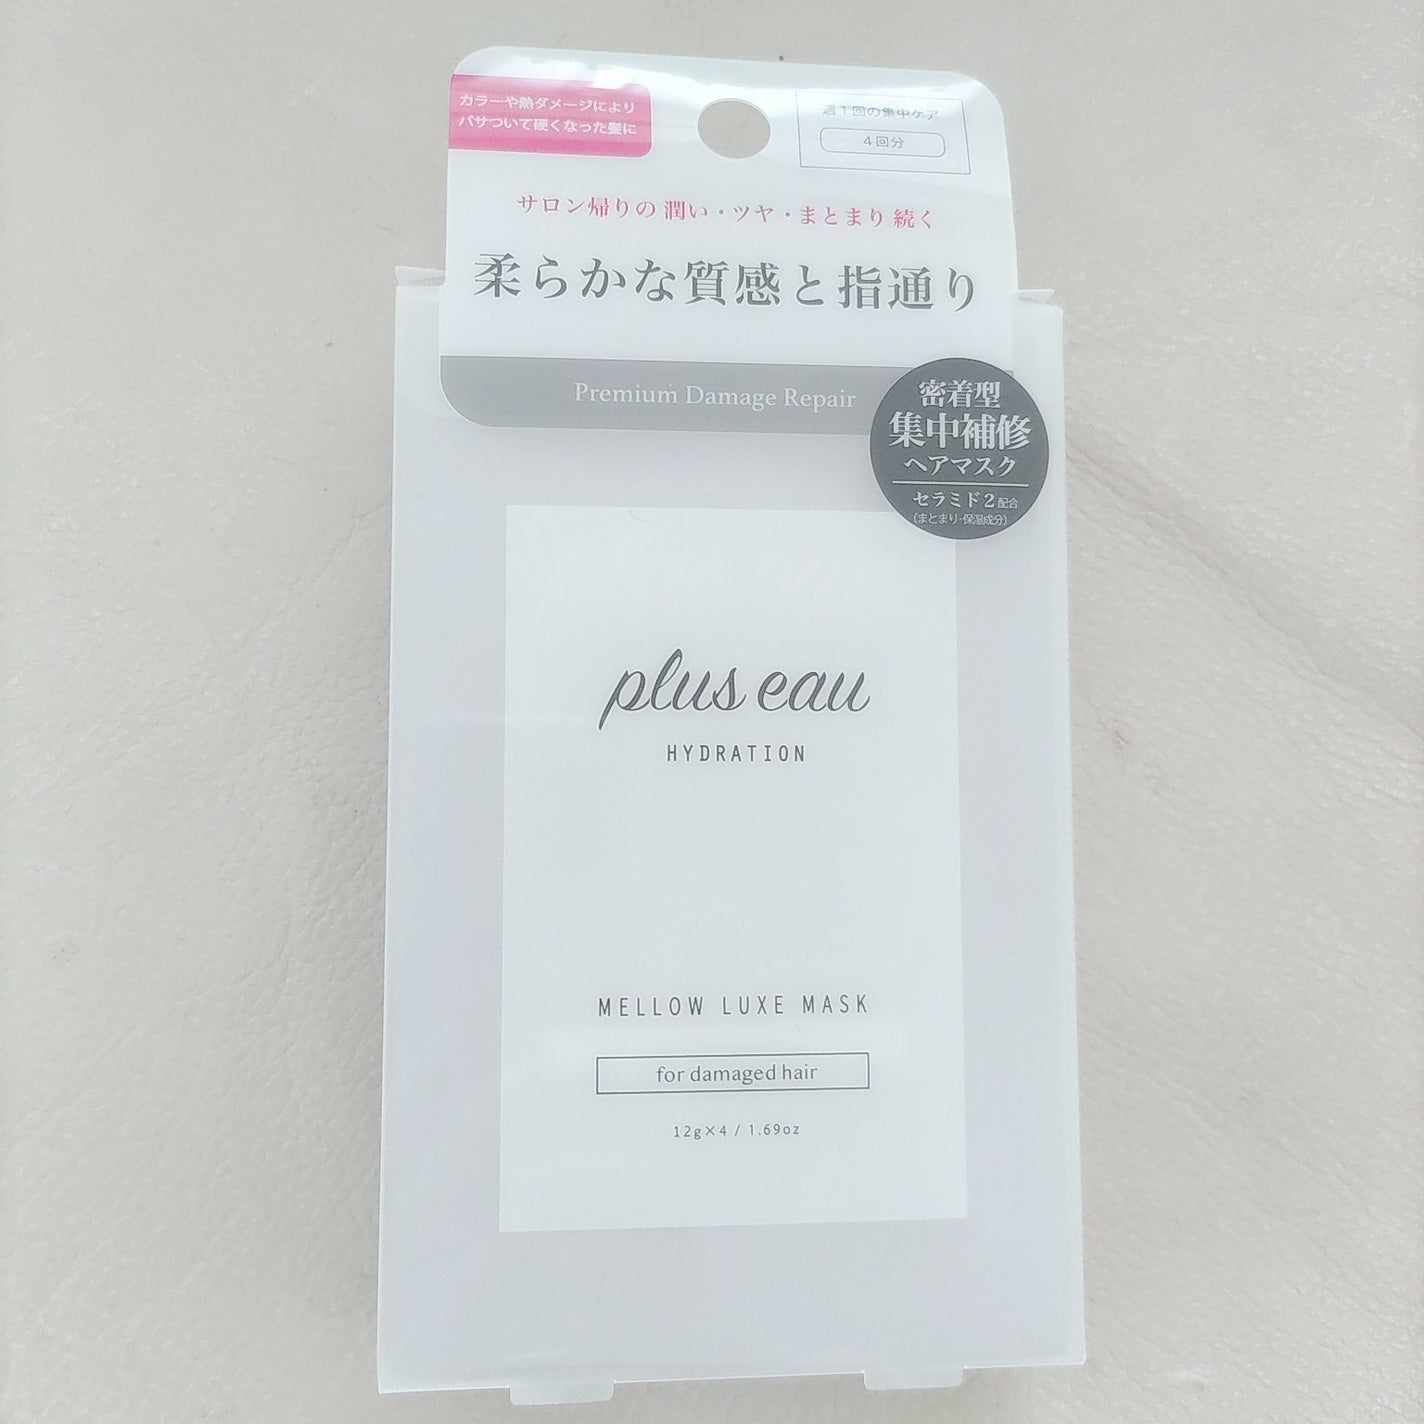 カラーや熱ダメージにより
パサついて硬くなった髪に
週1回の集中ケア
4回分
サロン帰りの 潤い・ツヤ・まとまり 続く
柔らかな質感と指通り
Premium Damage Repair
密着型
集中補修
ヘアマスク
セラミド2配合
(まとまり・保湿成分)
plus eau
HYDRATION
MELLOW LUXE MASK
for damaged hair
12g×4 / 1.69oz